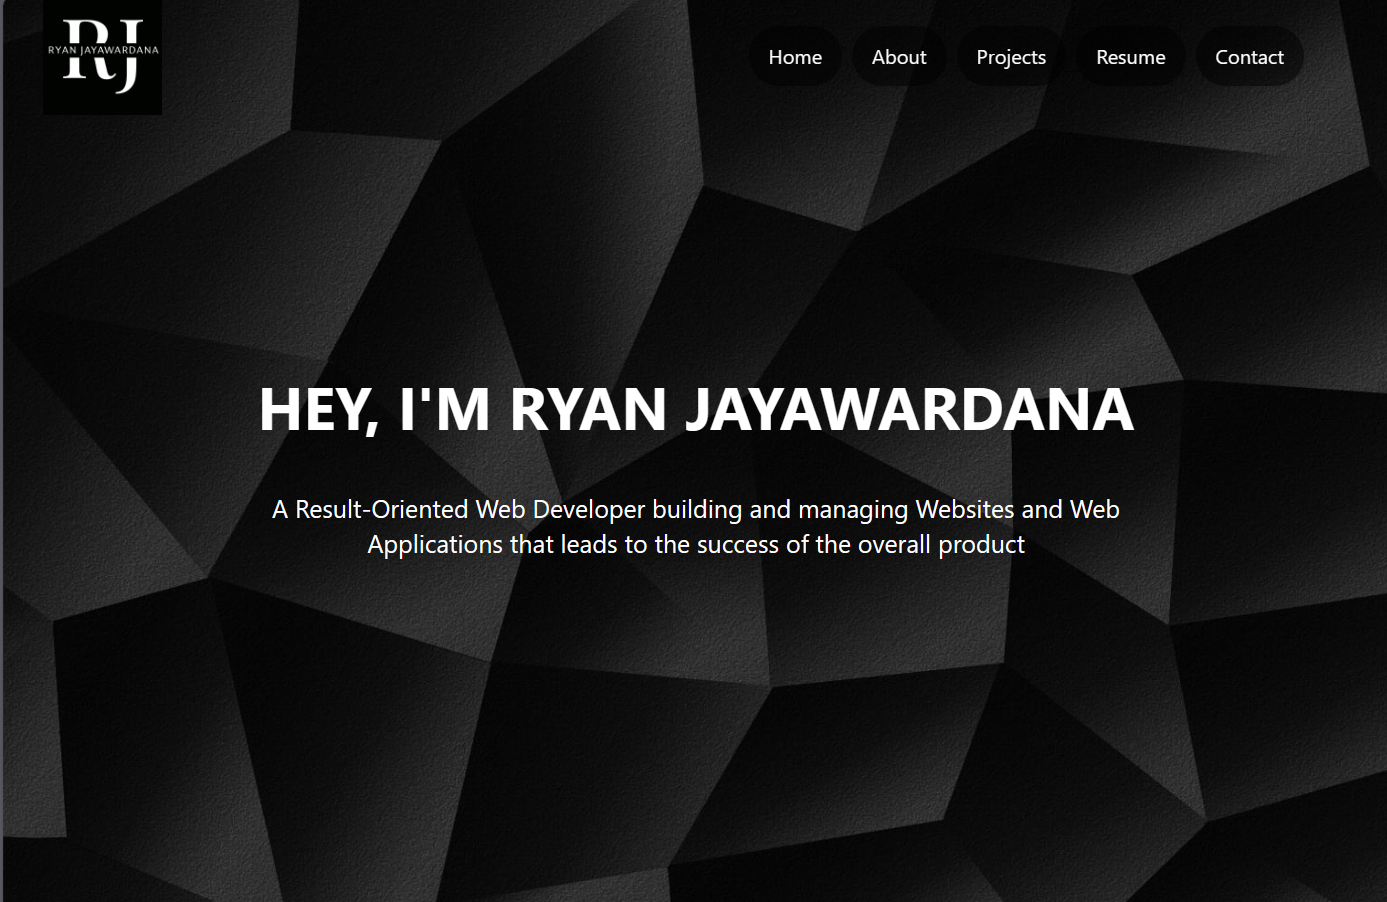 RJ
RYAN JAYAWARDANA
Home
About
Projects
Resume
Contact
HEY, I'M RYAN JAYAWARDANA
A Result-Oriented Web Developer building and managing Websites and Web
Applications that leads to the success of the overall product